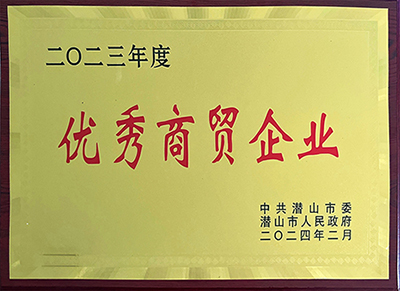 二〇二三年度
优秀商贸企业
中共潜山市委
潜山市人民政府
二〇二四年二月